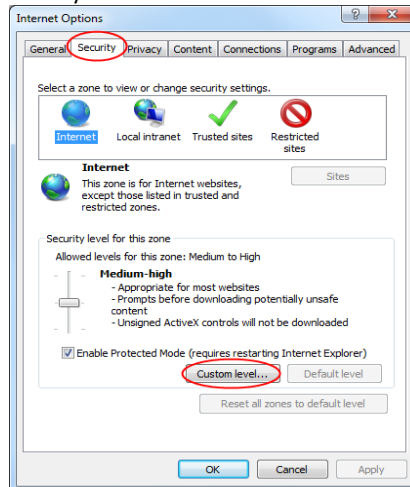 Internet Options
General Security Privacy Content Connections Programs Advanced
Select a zone to view or change security settings.
Internet Local intranet Trusted sites Restricted
sites
Internet
This zone is for Internet websites,
except those listed in trusted and
restricted zones.
Sites
Security level for this zone
Allowed levels for this zone: Medium to High
Medium-high
- Appropriate for most websites
- Prompts before downloading potentially unsafe
content
- Unsigned ActiveX controls will not be downloaded
Enable Protected Mode (requires restarting Internet Explorer)
Custom level... Default level
Reset all zones to default level
OK Cancel Apply